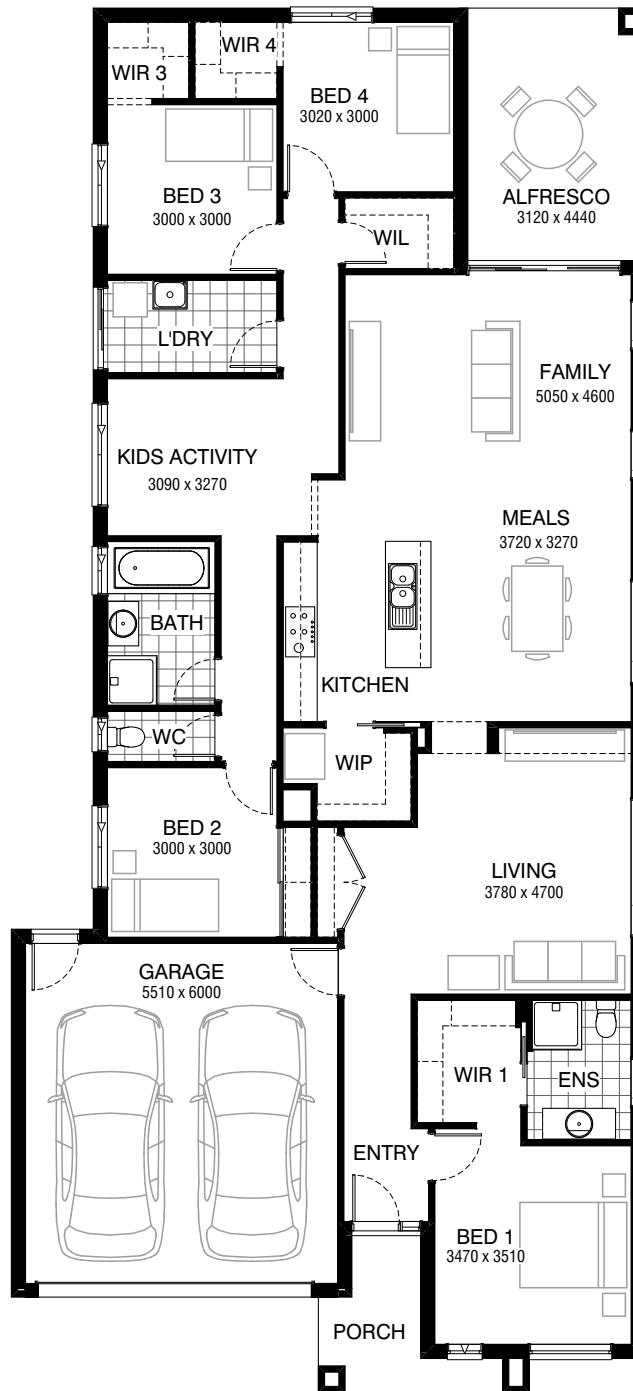 WIR 3
WIR 4
BED 4
3020 x 3000
BED 3
3000 x 3000
ALFRESCO
3120 x 4440
WIL
L'DRY
FAMILY
5050 x 4600
KIDS ACTIVITY
3090 x 3270
MEALS
3720 x 3270
BATH
KITCHEN
WC
WIP
BED 2
3000 x 3000
LIVING
3780 x 4700
GARAGE
5510 x 6000
WIR 1
ENS
ENTRY
BED 1
3470 x 3510
PORCH